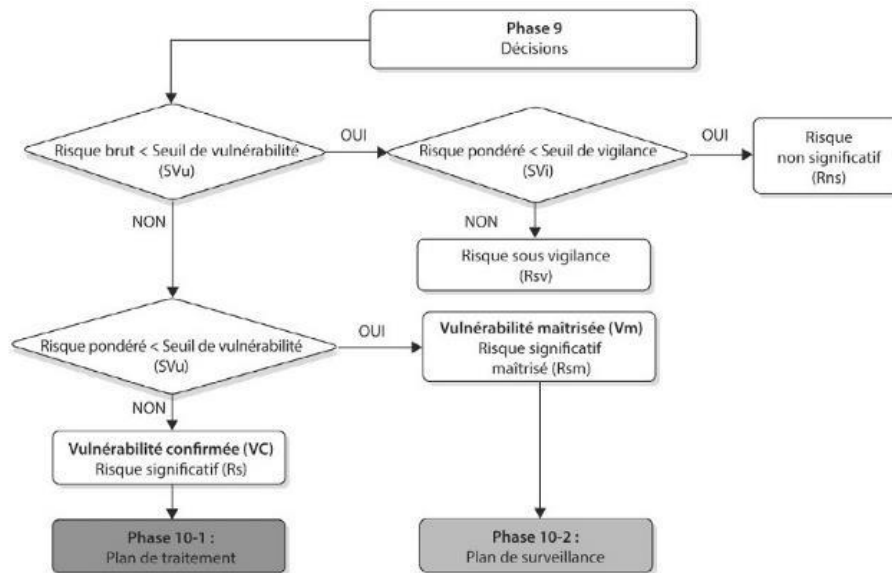 Phase 9
Décisions
Risque brut < Seuil de vulnérabilité
(SVu)
OUI
Risque pondéré < Seuil de vigilance
(SVi)
OUI
Risque
non significatif
(Rns)
NON
NON
Risque sous vigilance
(Rsv)
Risque pondéré < Seuil de vulnérabilité
(SVu)
OUI
Vulnérabilité maîtrisée (Vm)
Risque significatif
maîtrisé (Rsm)
NON
Vulnérabilité confirmée (VC)
Risque significatif (Rs)
Phase 10-1 :
Plan de traitement
Phase 10-2 :
Plan de surveillance